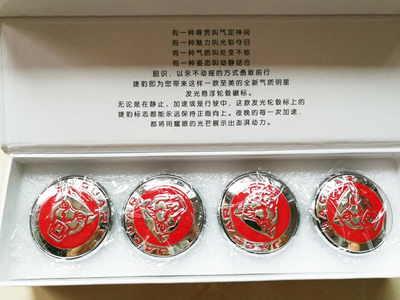 有一种尊贵叫气定神闲
有一种魅力叫光彩夺目
有一种气质叫处变不惊
有一种姿态叫动静结合
胆识，以永不动摇的方式勇敢前行
捷豹即为您带来这样一款至美的全新气质明星
发光悬浮轮毂徽标。
无论是在静止、加速或是行驶中，这款发光轮毂标上的
捷豹标志都能永远保持正面向上。夜晚的每一次加速，
都将用耀眼的光芒展示出澎湃动力。
JAGUAR
JAGUAR
JAGUAR
JAGUAR